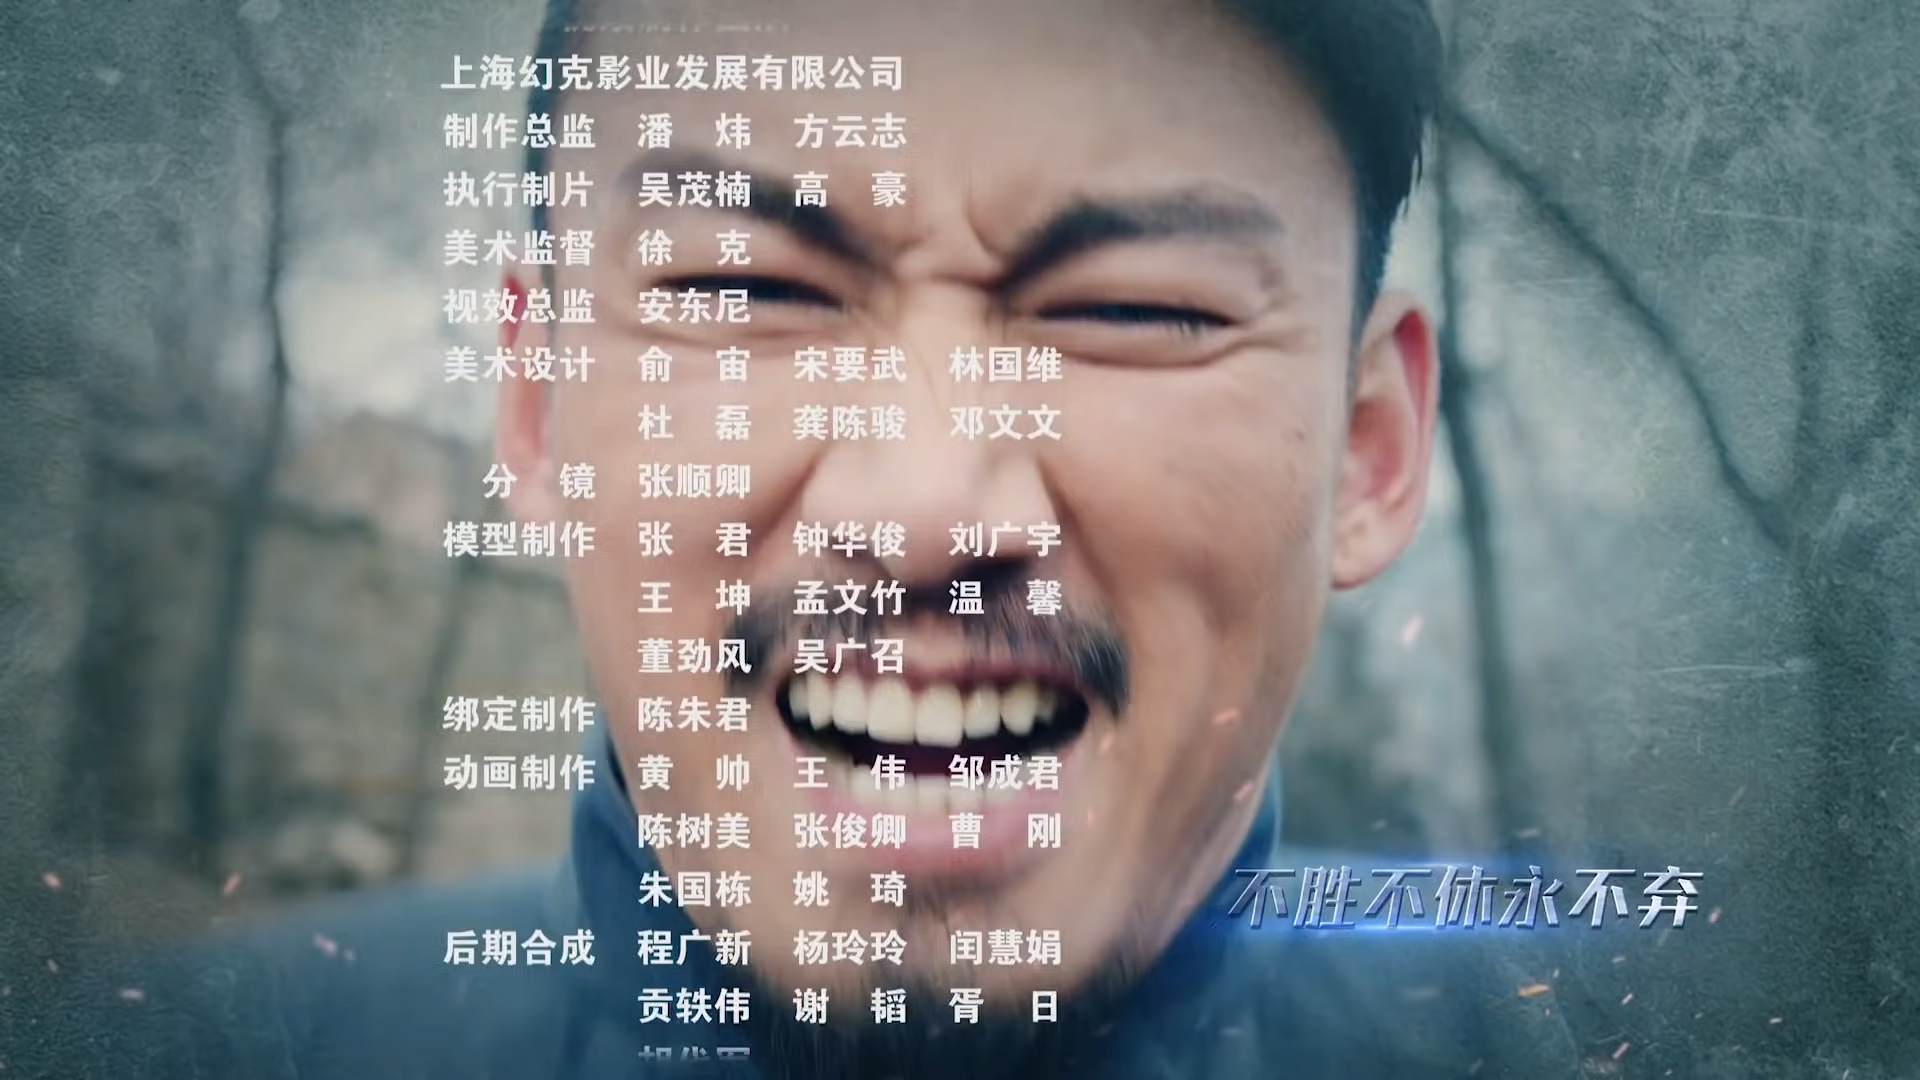 上海幻克影业发展有限公司
制作总监 潘 炜 方云志
执行制片 吴茂楠 高 豪
美术监督 徐 克
视效总监 安东尼
美术设计 俞 宙 宋要武 林国维
杜 磊 龚陈骏 邓文文
分 镜 张顺卿
模型制作 张 君 钟华俊 刘广宇
王 坤 孟文竹 温 馨
董劲风 吴广召
绑定制作 陈朱君
动画制作 黄 帅 王 伟 邹成君
陈树美 张俊卿 曹 刚
朱国栋 姚 琦
不胜不休永不弃
后期合成 程广新 杨玲玲 闰慧娟
贡轶伟 谢 韬 胥 日